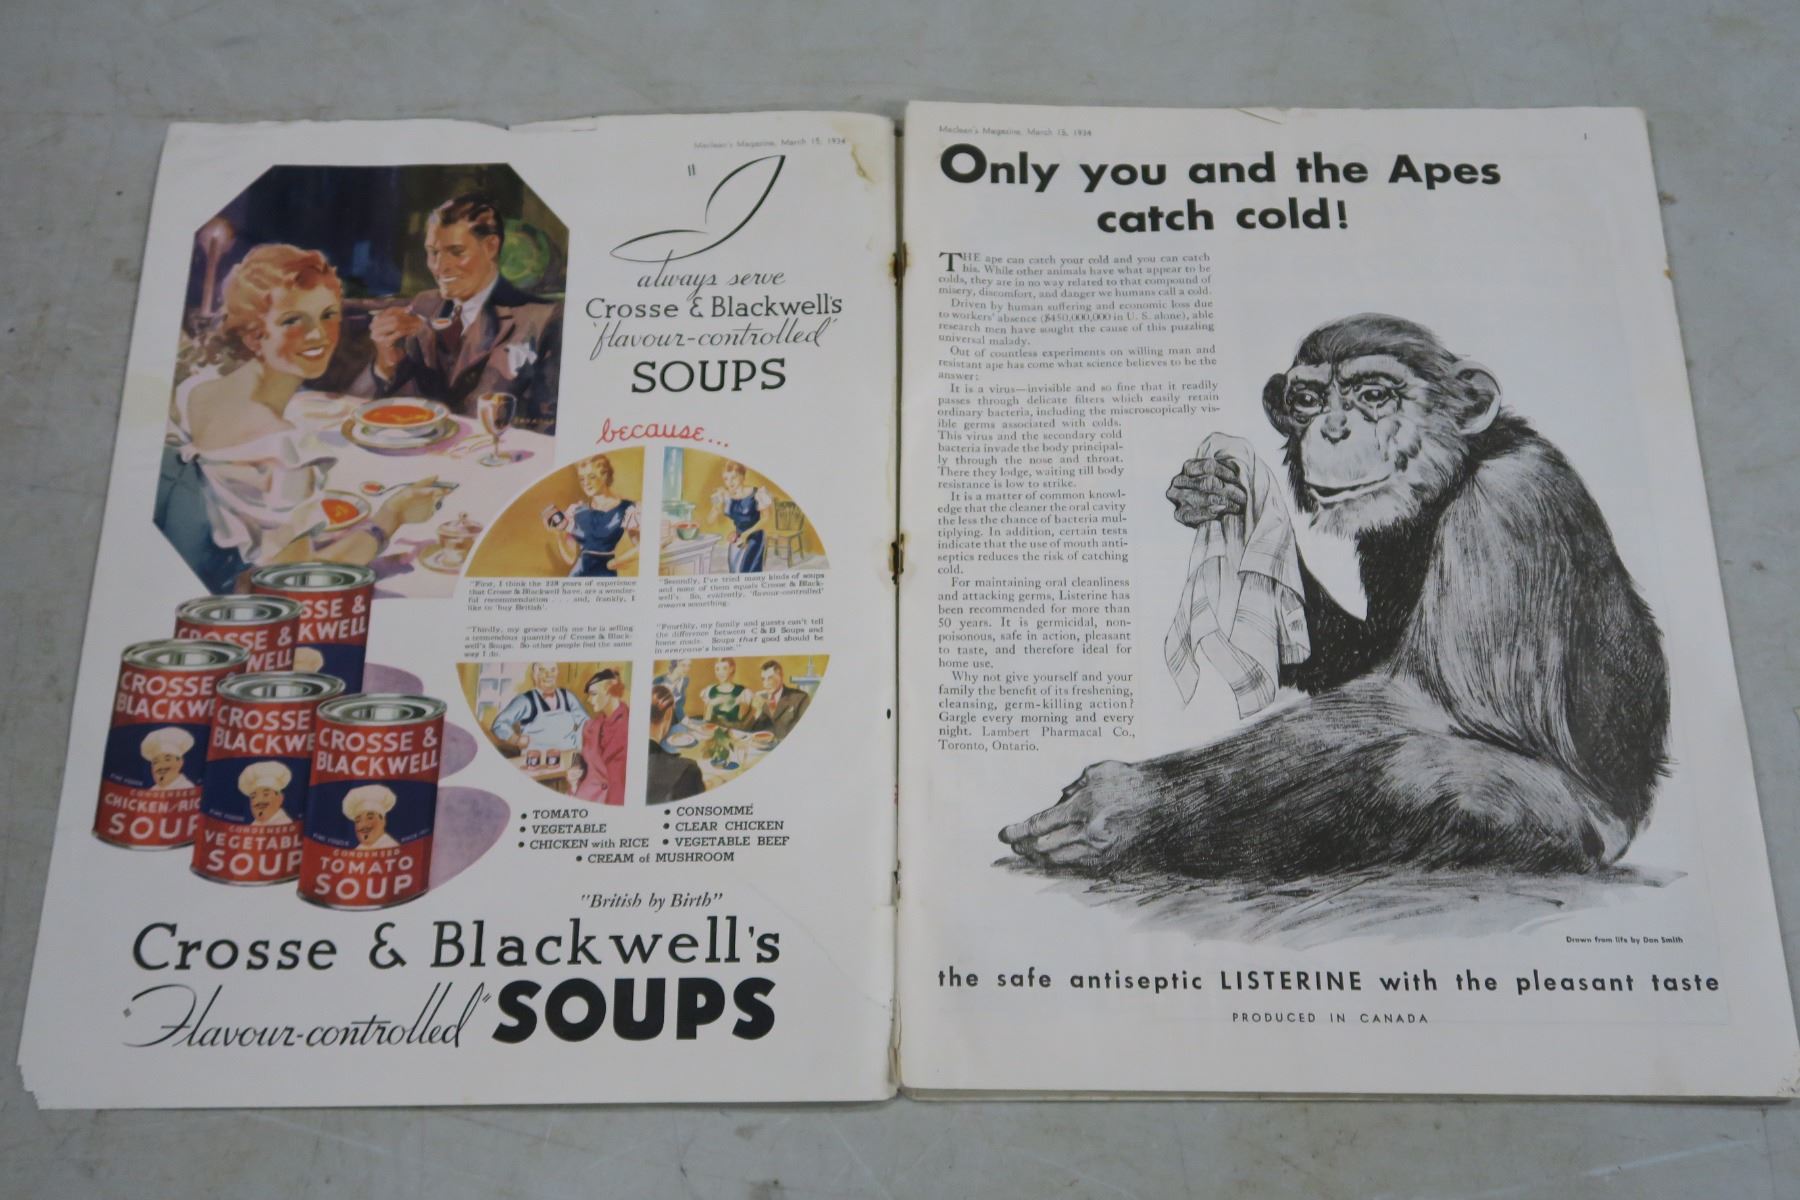 Maclean's Magazine, March 15, 1934
always serve
Crosse & Blackwell's
"flavour-controlled"
SOUPS
because...
"First, I think the 228 years of experience
that Crosse & Blackwell have, are a wonder-
ful recommendation . . . and, frankly, I
like to 'buy British'.
"Secondly, I've tried many kinds of soups
and none of them equals Crosse & Black-
well's. So, evidently, 'flavour-controlled'
means something.
"Thirdly, my grocer tells me he is selling
a tremendous quantity of Crosse & Black-
well's Soups. So other people feel the same
way I do.
"Fourthly, my family and guests can't tell
the difference between C & B Soups and
home made. Soups that good should be
in everyone's house."
• TOMATO
• VEGETABLE
• CHICKEN with RICE
• CONSOMMÉ
• CLEAR CHICKEN
• VEGETABLE BEEF
• CREAM of MUSHROOM
SSE &
KWELL
OSSE &
WELL
CROSSE
BLACKW
CONDENSED
CHICKEN RIC
SOUP
CROSSE
BLACKWE
CONDENSED
VEGETABL
SOUP
CROSSE &
BLACKWELL
CONDENSED
TOMATO
SOUP
"British by Birth"
Crosse & Blackwell's
"Flavour-controlled" SOUPS
Maclean's Magazine, March 15, 1934
1
Only you and the Apes
catch cold!
THE ape can catch your cold and you can catch
his. While other animals have what appear to be
colds, they are in no way related to that compound of
misery, discomfort, and danger we humans call a cold.
Driven by human suffering and economic loss due
to workers' absence ($450,000,000 in U. S. alone), able
research men have sought the cause of this puzzling
universal malady.
Out of countless experiments on willing man and
resistant ape has come what science believes to be the
answer:
It is a virus—invisible and so fine that it readily
passes through delicate filters which easily retain
ordinary bacteria, including the miscroscopically vis-
ible germs associated with colds.
This virus and the secondary cold
bacteria invade the body principal-
ly through the nose and throat.
There they lodge, waiting till body
resistance is low to strike.
It is a matter of common knowl-
edge that the cleaner the oral cavity
the less the chance of bacteria mul-
tiplying. In addition, certain tests
indicate that the use of mouth anti-
septics reduces the risk of catching
cold.
For maintaining oral cleanliness
and attacking germs, Listerine has
been recommended for more than
50 years. It is germicidal, non-
poisonous, safe in action, pleasant
to taste, and therefore ideal for
home use.
Why not give yourself and your
family the benefit of its freshening,
cleansing, germ-killing action?
Gargle every morning and every
night. Lambert Pharmacal Co.,
Toronto, Ontario.
Drawn from life by Dan Smith
the safe antiseptic LISTERINE with the pleasant taste
PRODUCED IN CANADA